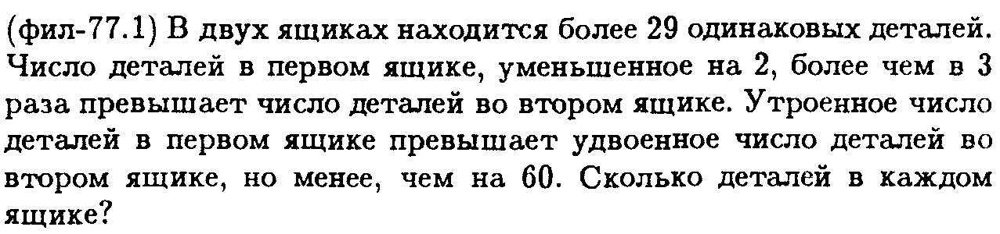 (фил-77.1) В двух ящиках находится более 29 одинаковых деталей.
Число деталей в первом ящике, уменьшенное на 2, более чем в 3
раза превышает число деталей во втором ящике. Утроенное число
деталей в первом ящике превышает удвоенное число деталей во
втором ящике, но менее, чем на 60. Сколько деталей в каждом
ящике?